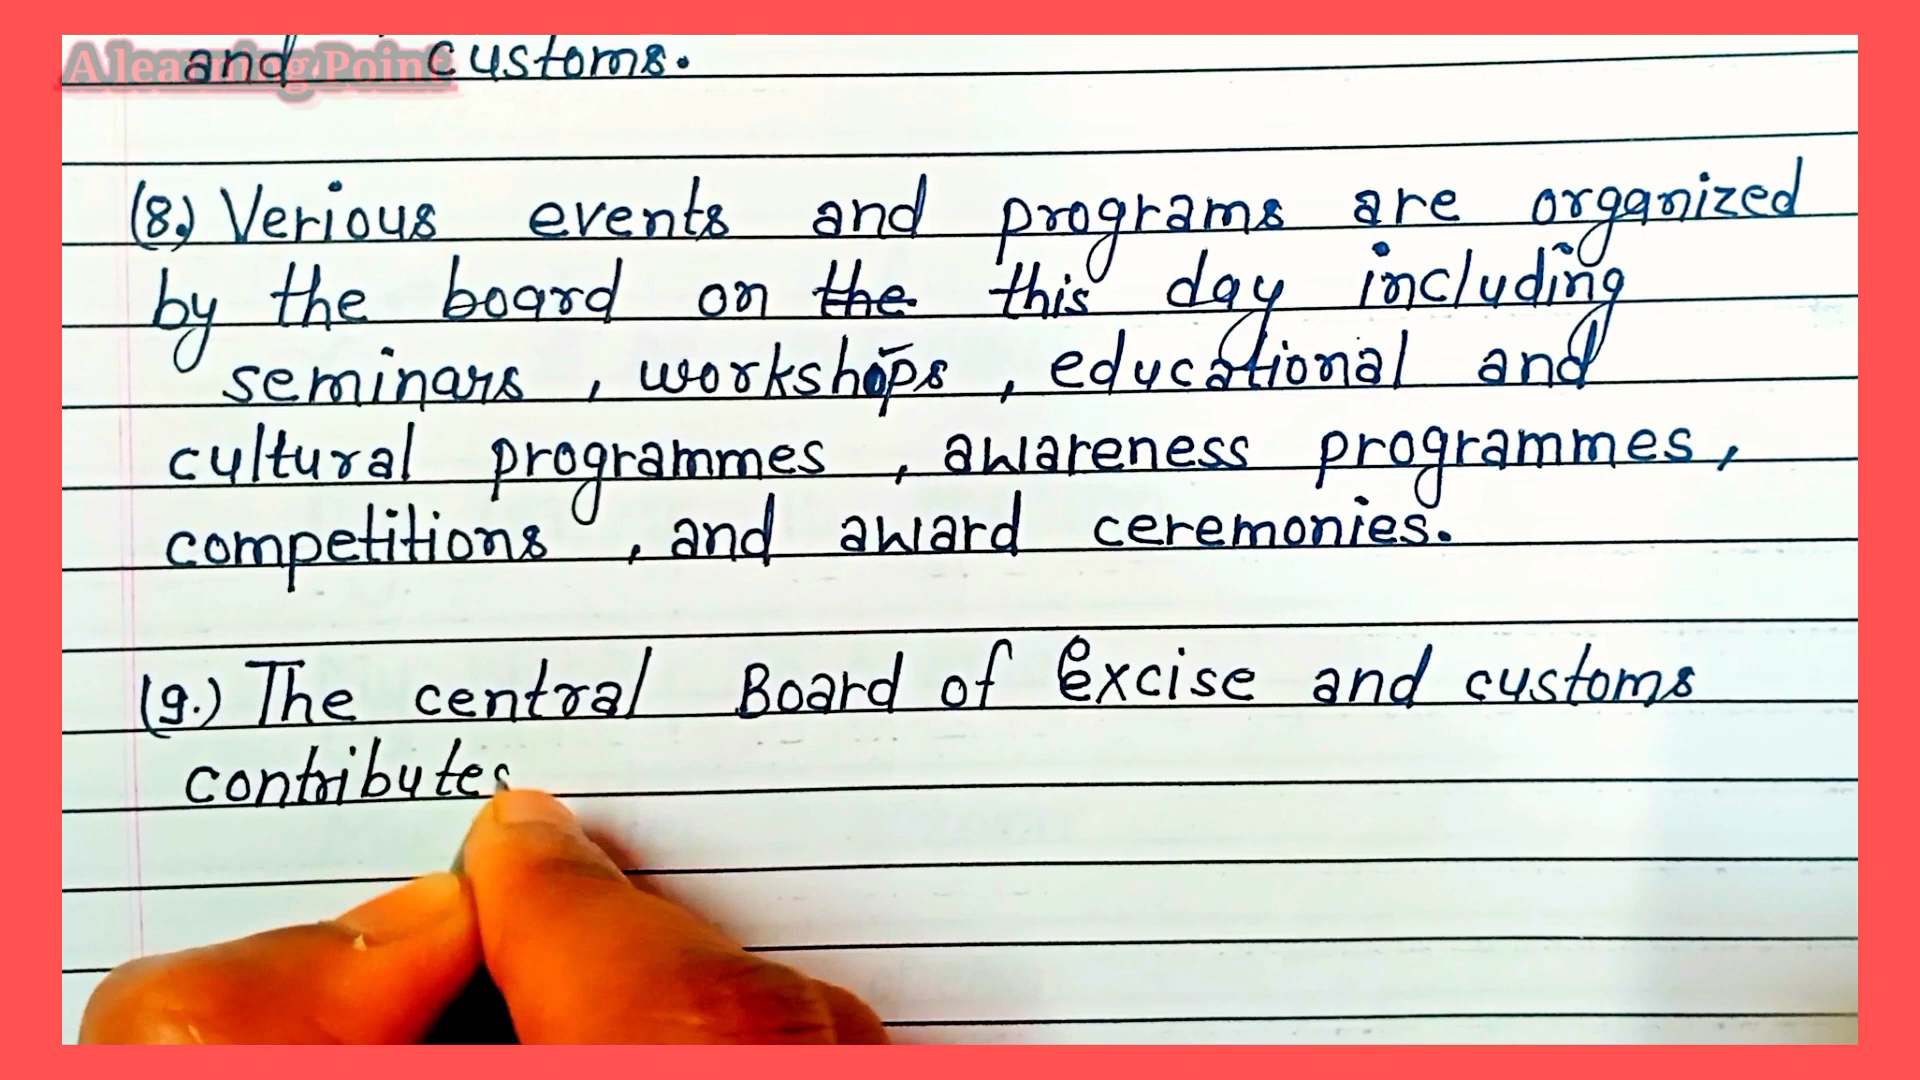 A learning Point
and customs.
(8.) Verious events and programs are organized
by the board on the this day including
seminars, workshops, educational and
cultural programmes, awareness programmes,
competitions, and award ceremonies.
(9.) The central Board of Excise and customs
contributes